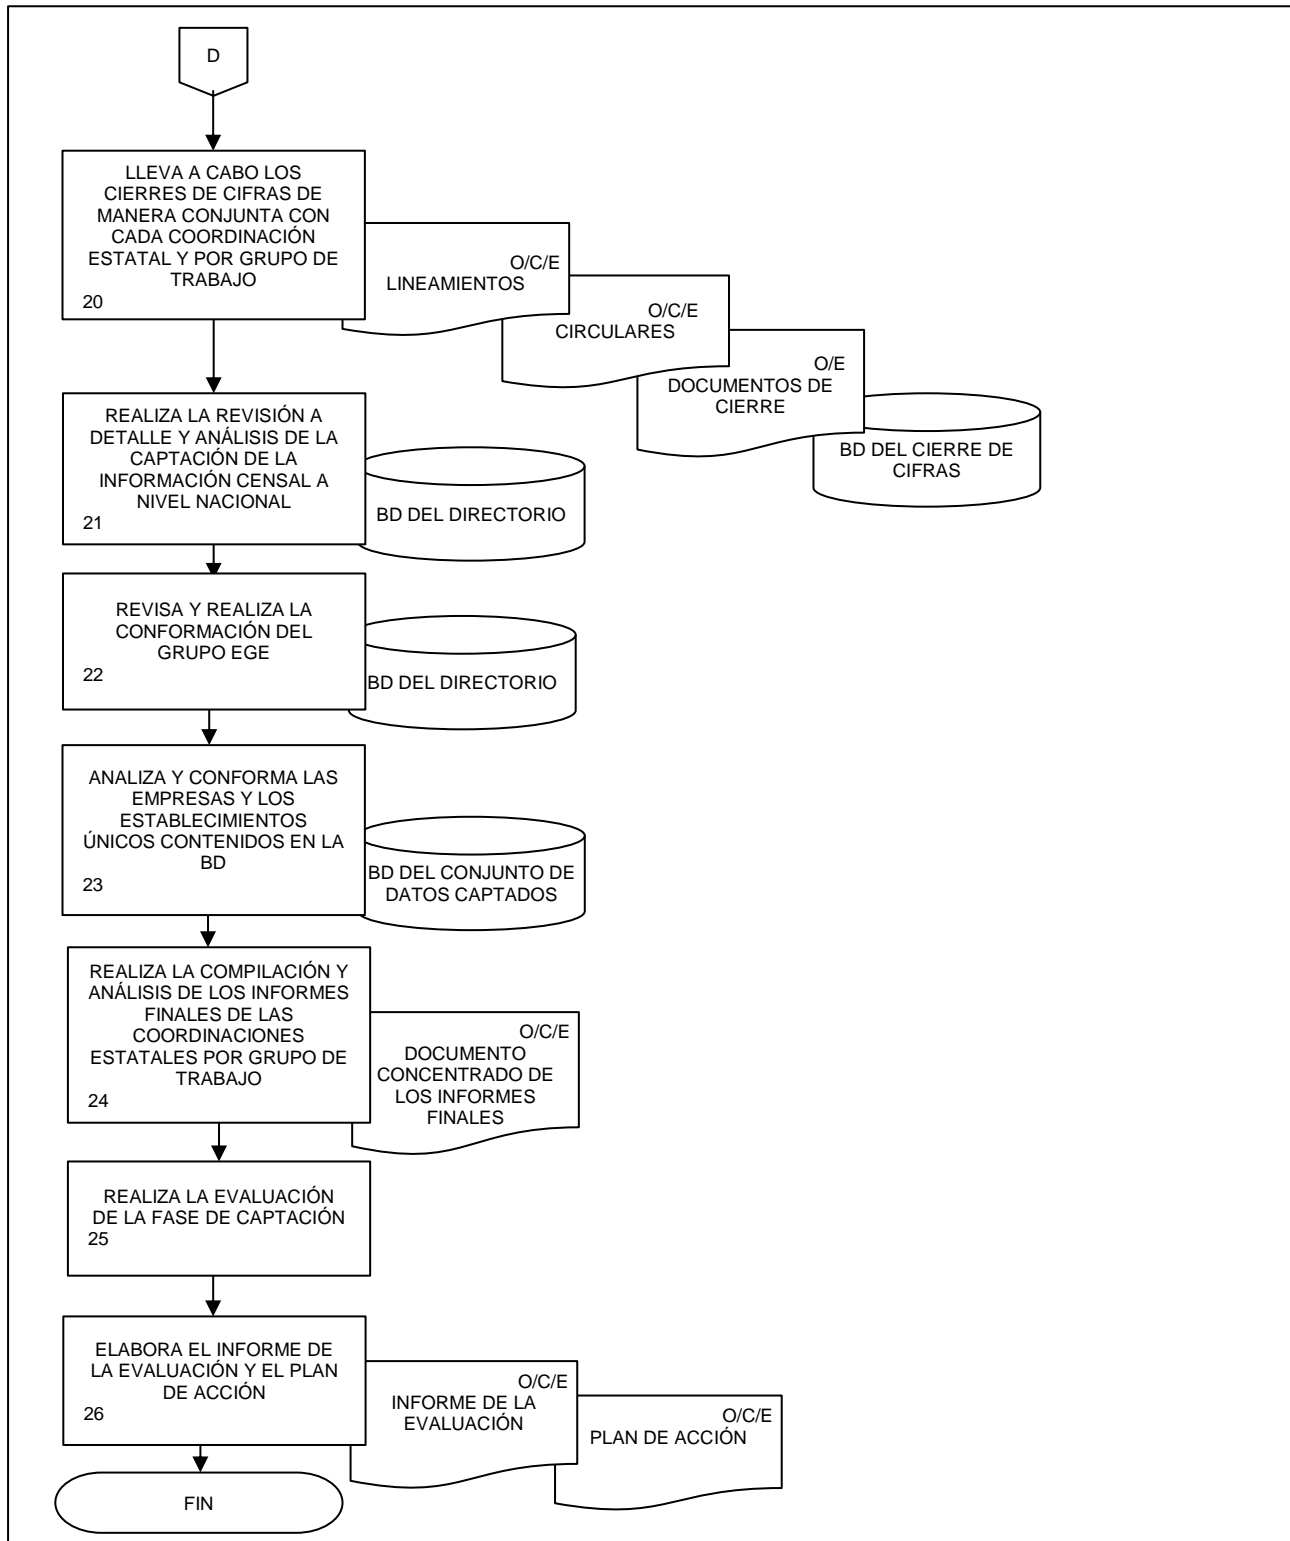 D
LLEVA A CABO LOS
CIERRES DE CIFRAS DE
MANERA CONJUNTA CON
CADA COORDINACIÓN
ESTATAL Y POR GRUPO DE
TRABAJO
20
O/C/E
LINEAMIENTOS
O/C/E
CIRCULARES
O/E
DOCUMENTOS DE
CIERRE
BD DEL CIERRE DE
CIFRAS
REALIZA LA REVISIÓN A
DETALLE Y ANÁLISIS DE LA
CAPTACIÓN DE LA
INFORMACIÓN CENSAL A
NIVEL NACIONAL
21
BD DEL DIRECTORIO
REVISA Y REALIZA LA
CONFORMACIÓN DEL
GRUPO EGE
22
BD DEL DIRECTORIO
ANALIZA Y CONFORMA LAS
EMPRESAS Y LOS
ESTABLECIMIENTOS
ÚNICOS CONTENIDOS EN LA
BD
23
BD DEL CONJUNTO DE
DATOS CAPTADOS
REALIZA LA COMPILACIÓN Y
ANÁLISIS DE LOS INFORMES
FINALES DE LAS
COORDINACIONES
ESTATALES POR GRUPO DE
TRABAJO
24
O/C/E
DOCUMENTO
CONCENTRADO DE
LOS INFORMES
FINALES
REALIZA LA EVALUACIÓN
DE LA FASE DE CAPTACIÓN
25
ELABORA EL INFORME DE
LA EVALUACIÓN Y EL PLAN
DE ACCIÓN
26
O/C/E
INFORME DE LA
EVALUACIÓN
O/C/E
PLAN DE ACCIÓN
FIN